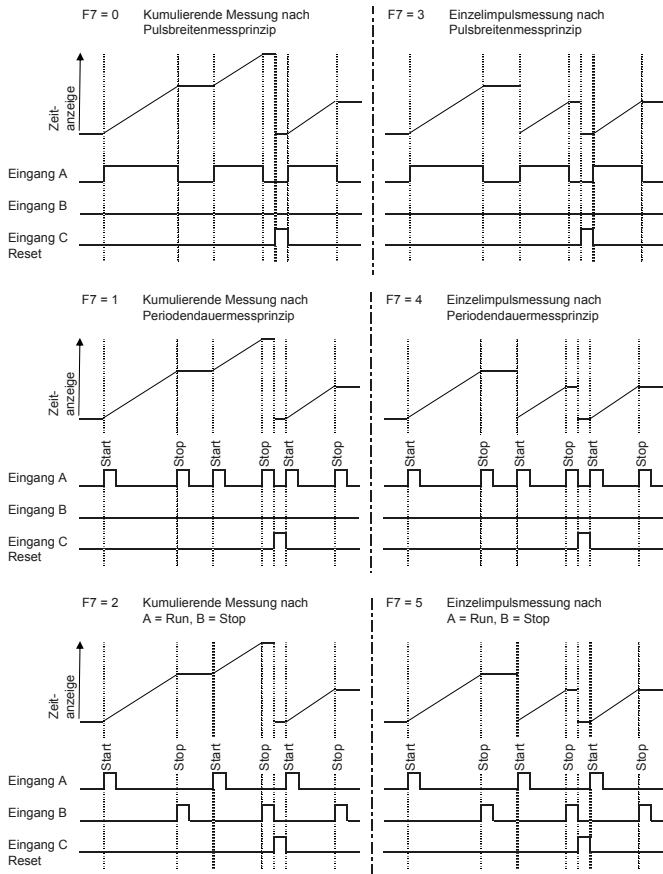 F7 = 0 Kumulierende Messung nach
Pulsbreitenmessprinzip
F7 = 3 Einzelimpulsmessung nach
Pulsbreitenmessprinzip
Zeit-
anzeige
Eingang A
Eingang B
Eingang C
Reset
F7 = 1 Kumulierende Messung nach
Periodendauermessprinzip
F7 = 4 Einzelimpulsmessung nach
Periodendauermessprinzip
Zeit-
anzeige
Start Stop Start Stop Start Stop
Start Stop Start Stop Start Stop
Eingang A
Eingang B
Eingang C
Reset
F7 = 2 Kumulierende Messung nach
A = Run, B = Stop
F7 = 5 Einzelimpulsmessung nach
A = Run, B = Stop
Zeit-
anzeige
Start Stop Start Stop Start Stop
Start Stop Start Stop Start Stop
Eingang A
Eingang B
Eingang C
Reset